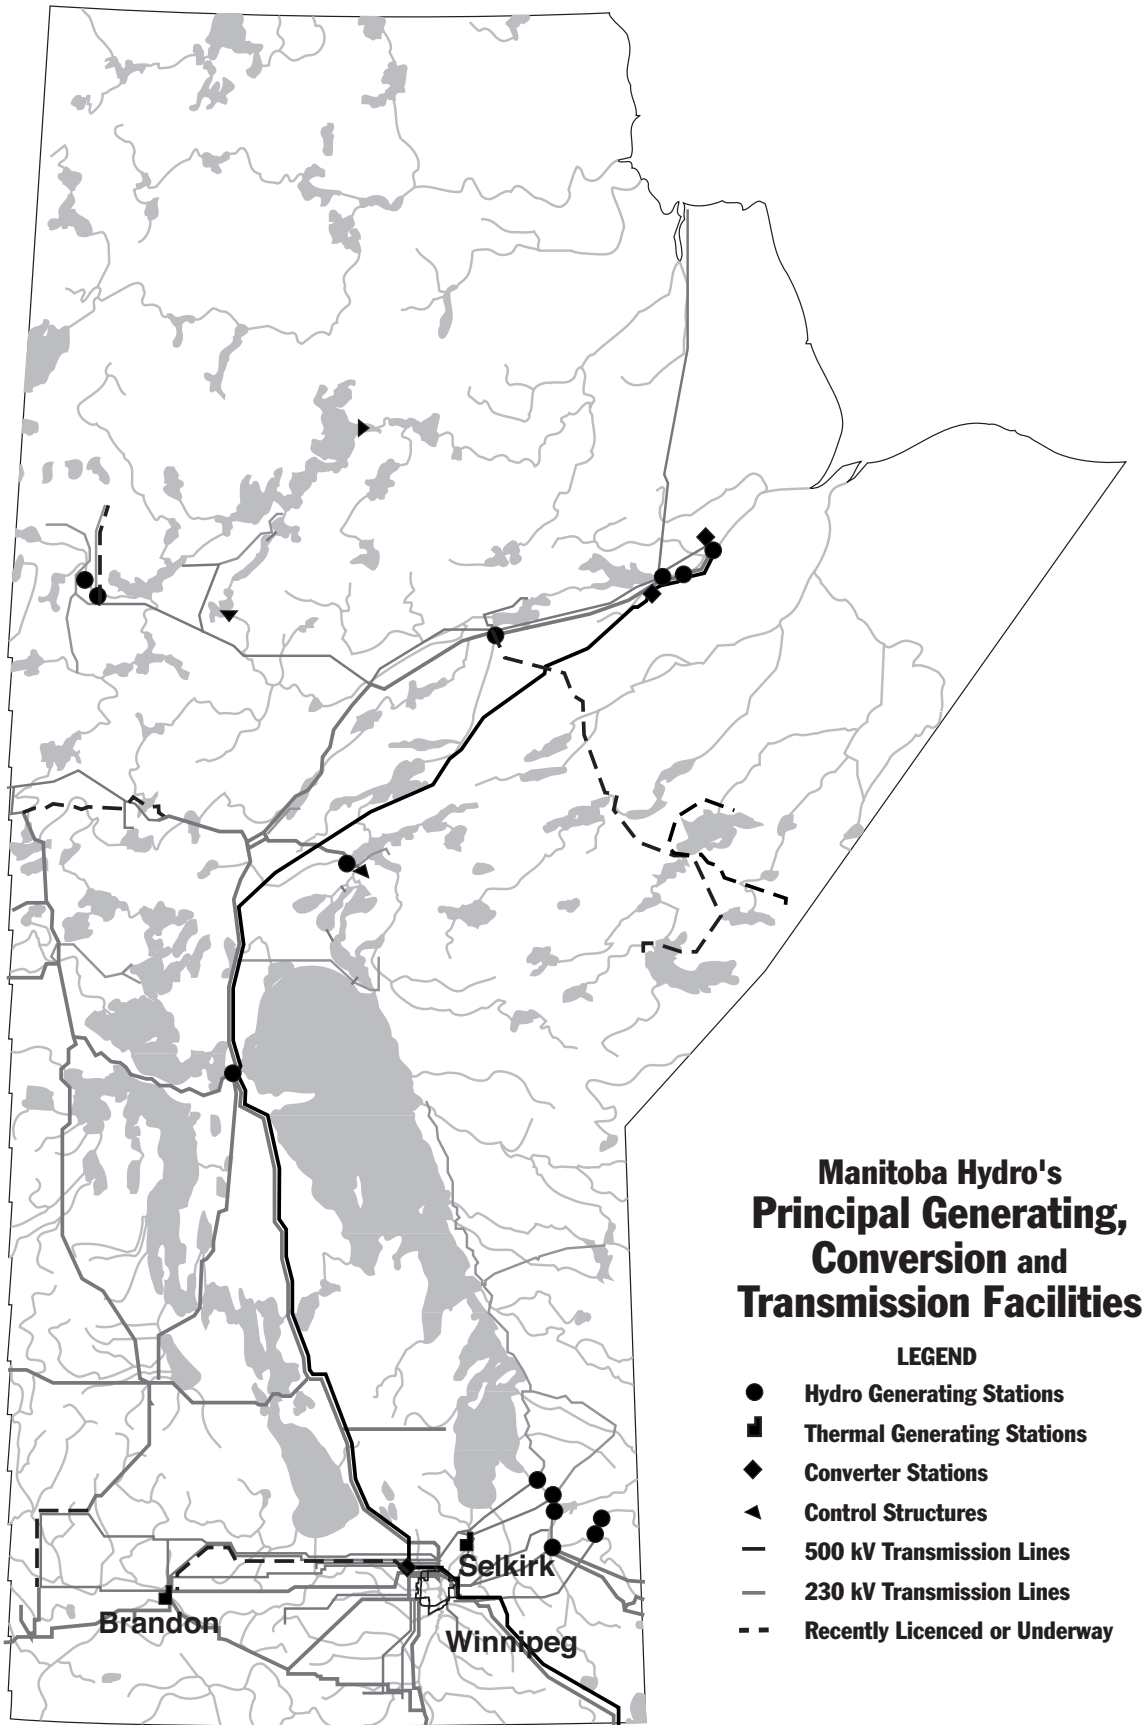 Manitoba Hydro's
Principal Generating,
Conversion and
Transmission Facilities
LEGEND
Hydro Generating Stations
Thermal Generating Stations
Converter Stations
Control Structures
500 kV Transmission Lines
230 kV Transmission Lines
Recently Licenced or Underway
Selkirk
Brandon
Winnipeg